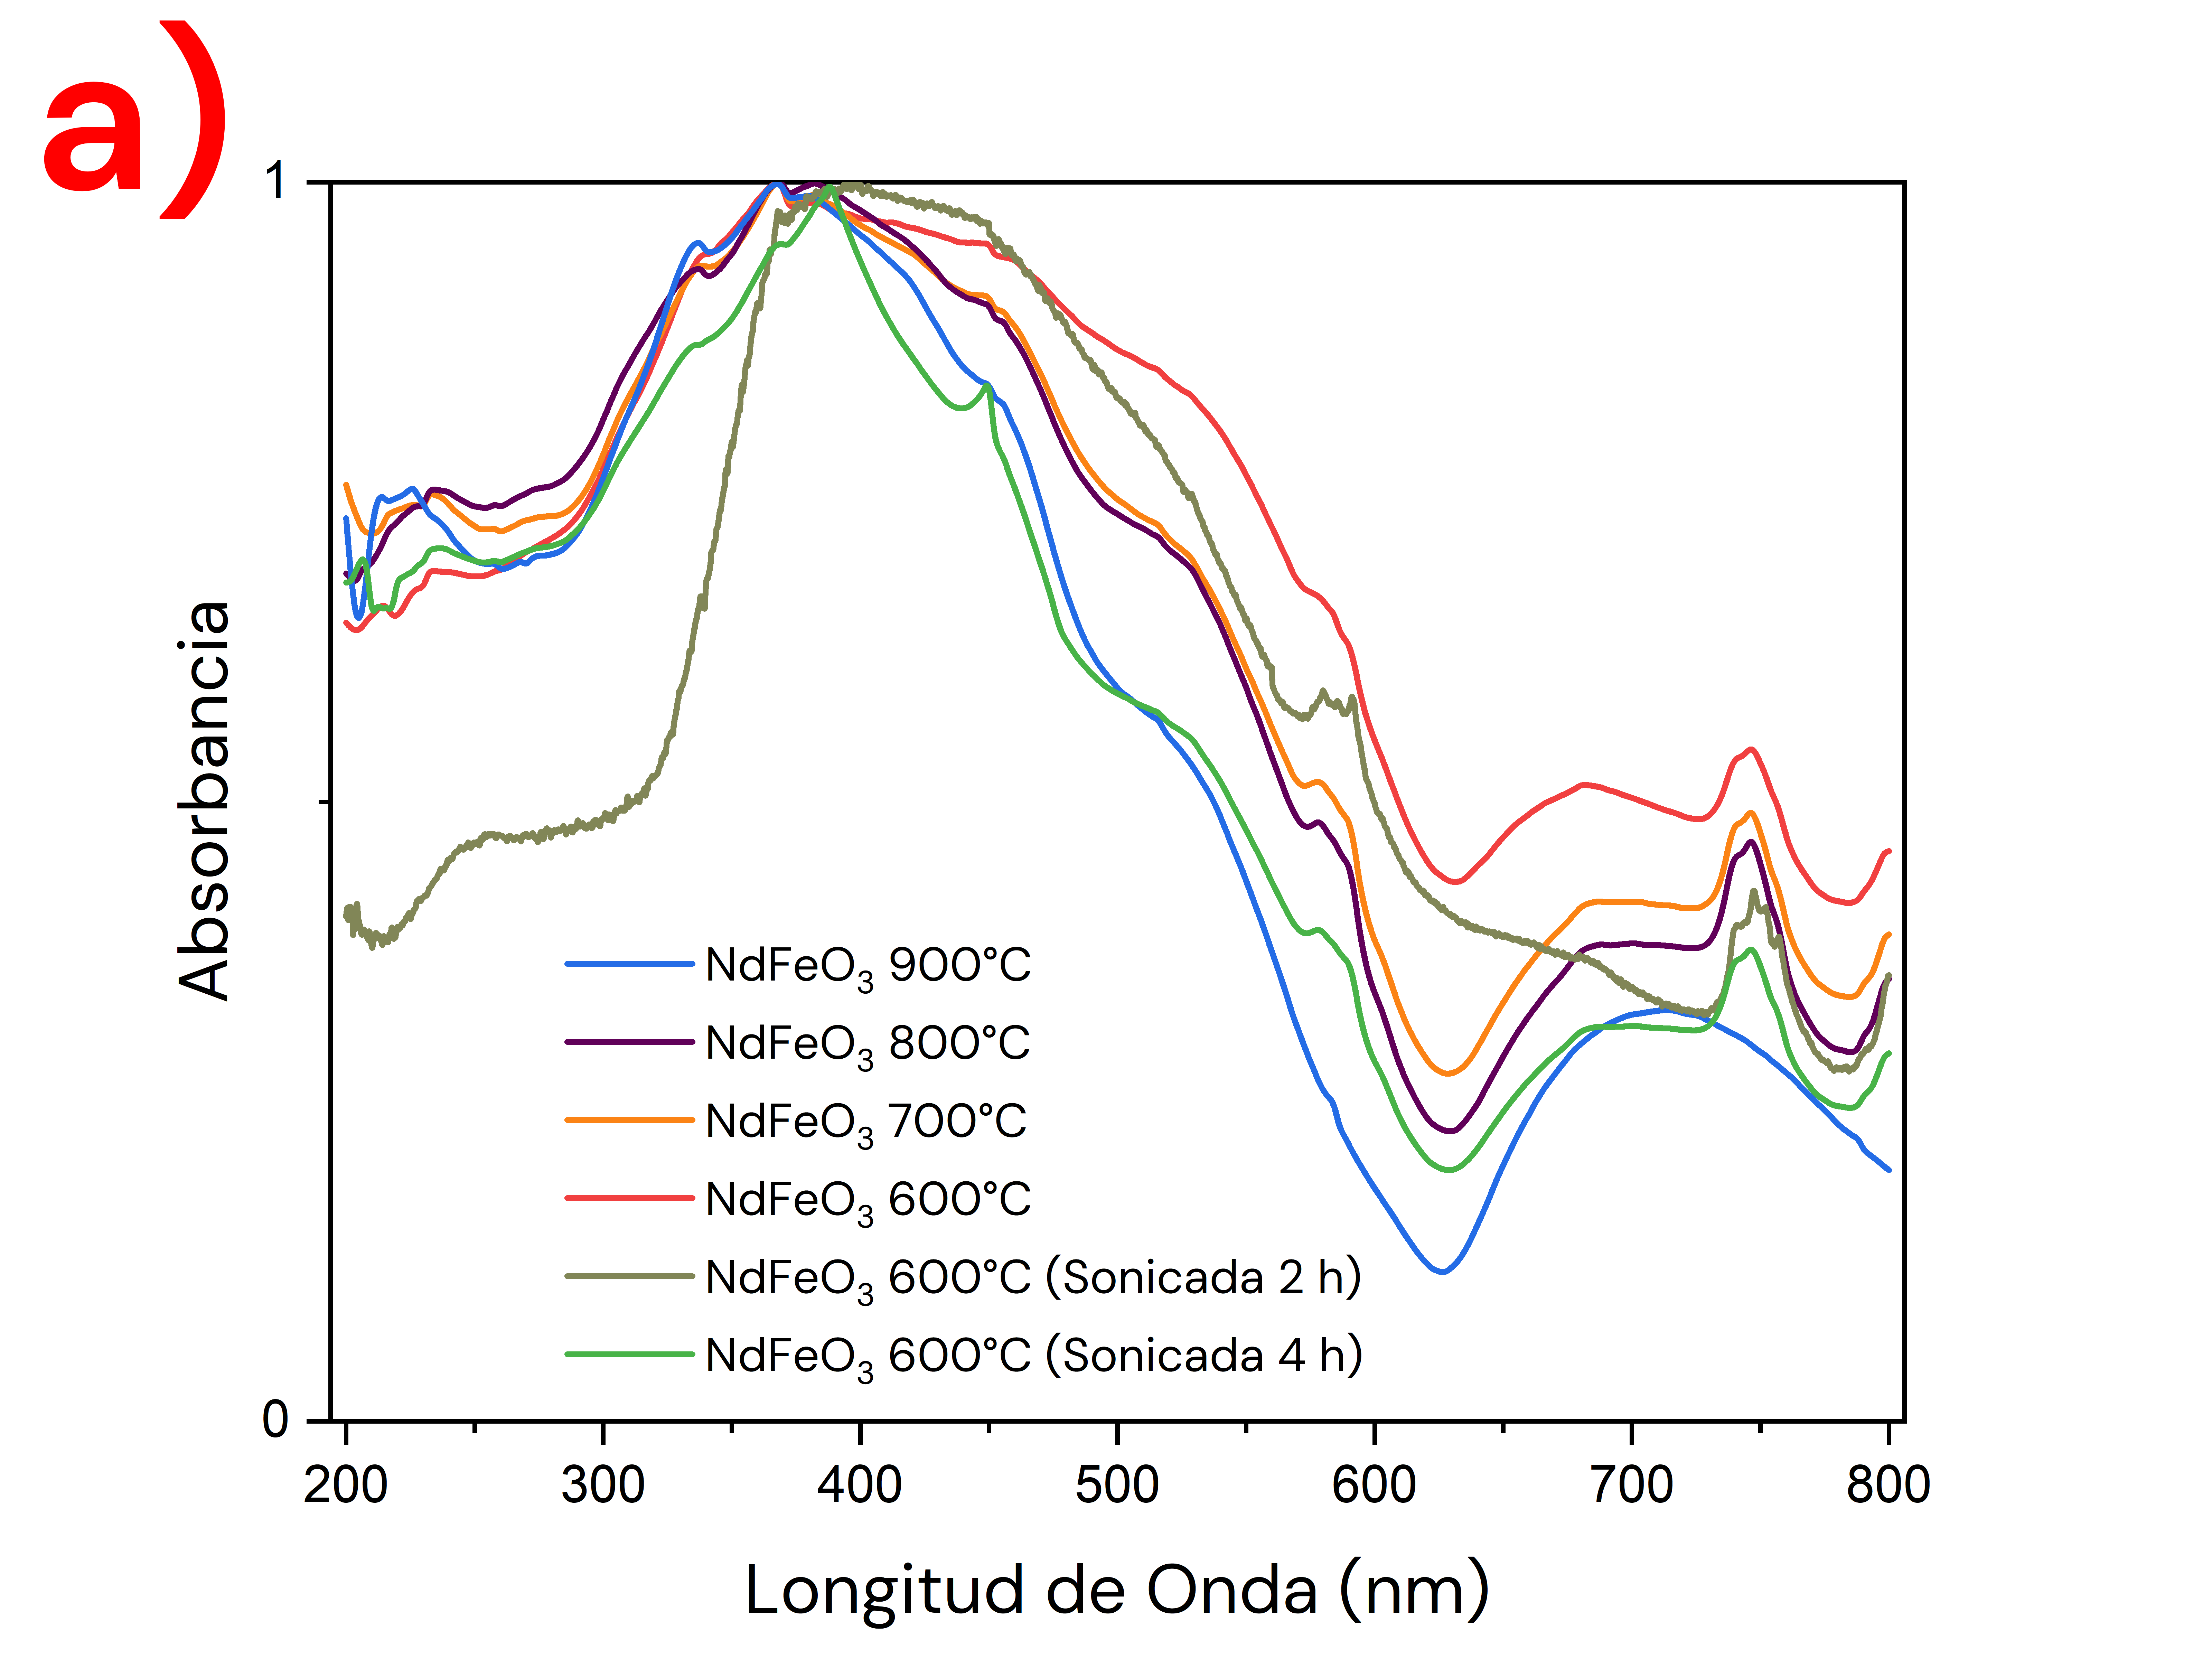 a)
1
Absorbancia
NdFeO₃ 900°C
NdFeO₃ 800°C
NdFeO₃ 700°C
NdFeO₃ 600°C
NdFeO₃ 600°C (Sonicada 2 h)
NdFeO₃ 600°C (Sonicada 4 h)
0
200 300 400 500 600 700 800
Longitud de Onda (nm)